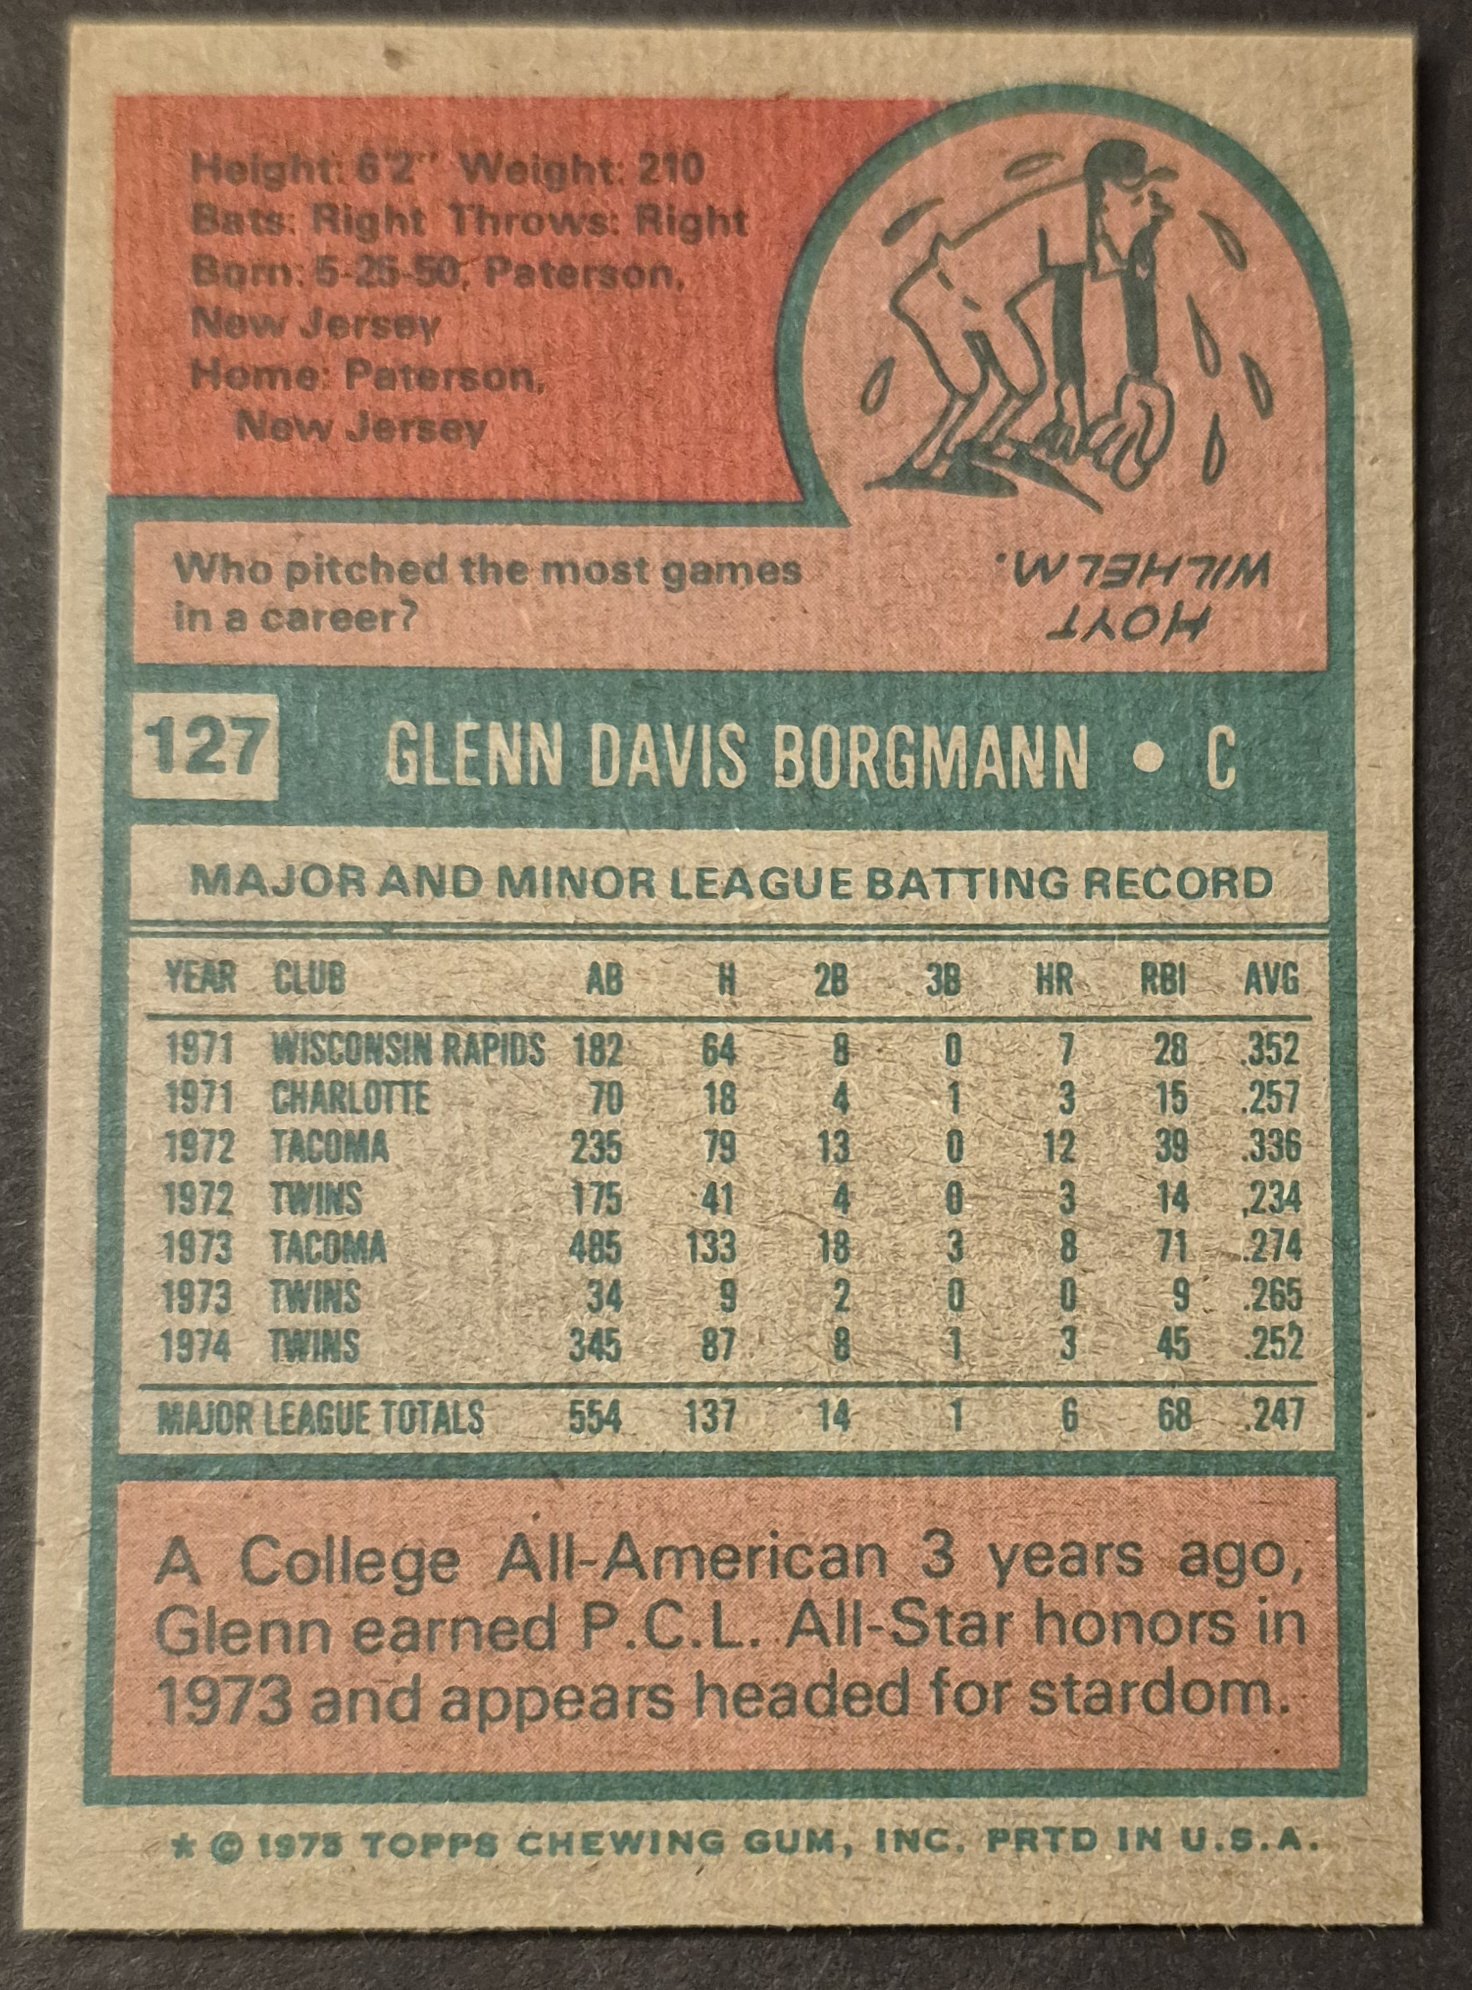 Height: 6'2" Weight: 210
Bats: Right Throws: Right
Born: 5-25-50, Paterson,
New Jersey
Home: Paterson,
New Jersey
Who pitched the most games
in a career?
HOYT
WILHELM.
127 GLENN DAVIS BORGMANN • C
MAJOR AND MINOR LEAGUE BATTING RECORD
YEAR CLUB AB H 2B 3B HR RBI AVG
1971 WISCONSIN RAPIDS 182 64 8 0 7 28 .352
1971 CHARLOTTE 70 18 4 1 3 15 .257
1972 TACOMA 235 79 13 0 12 39 .336
1972 TWINS 175 41 4 0 3 14 .234
1973 TACOMA 485 133 18 3 8 71 .274
1973 TWINS 34 9 2 0 0 9 .265
1974 TWINS 345 87 8 1 3 45 .252
MAJOR LEAGUE TOTALS 554 137 14 1 6 68 .247
A College All-American 3 years ago,
Glenn earned P.C.L. All-Star honors in
1973 and appears headed for stardom.
* © 1975 TOPPS CHEWING GUM, INC. PRTD IN U.S.A.